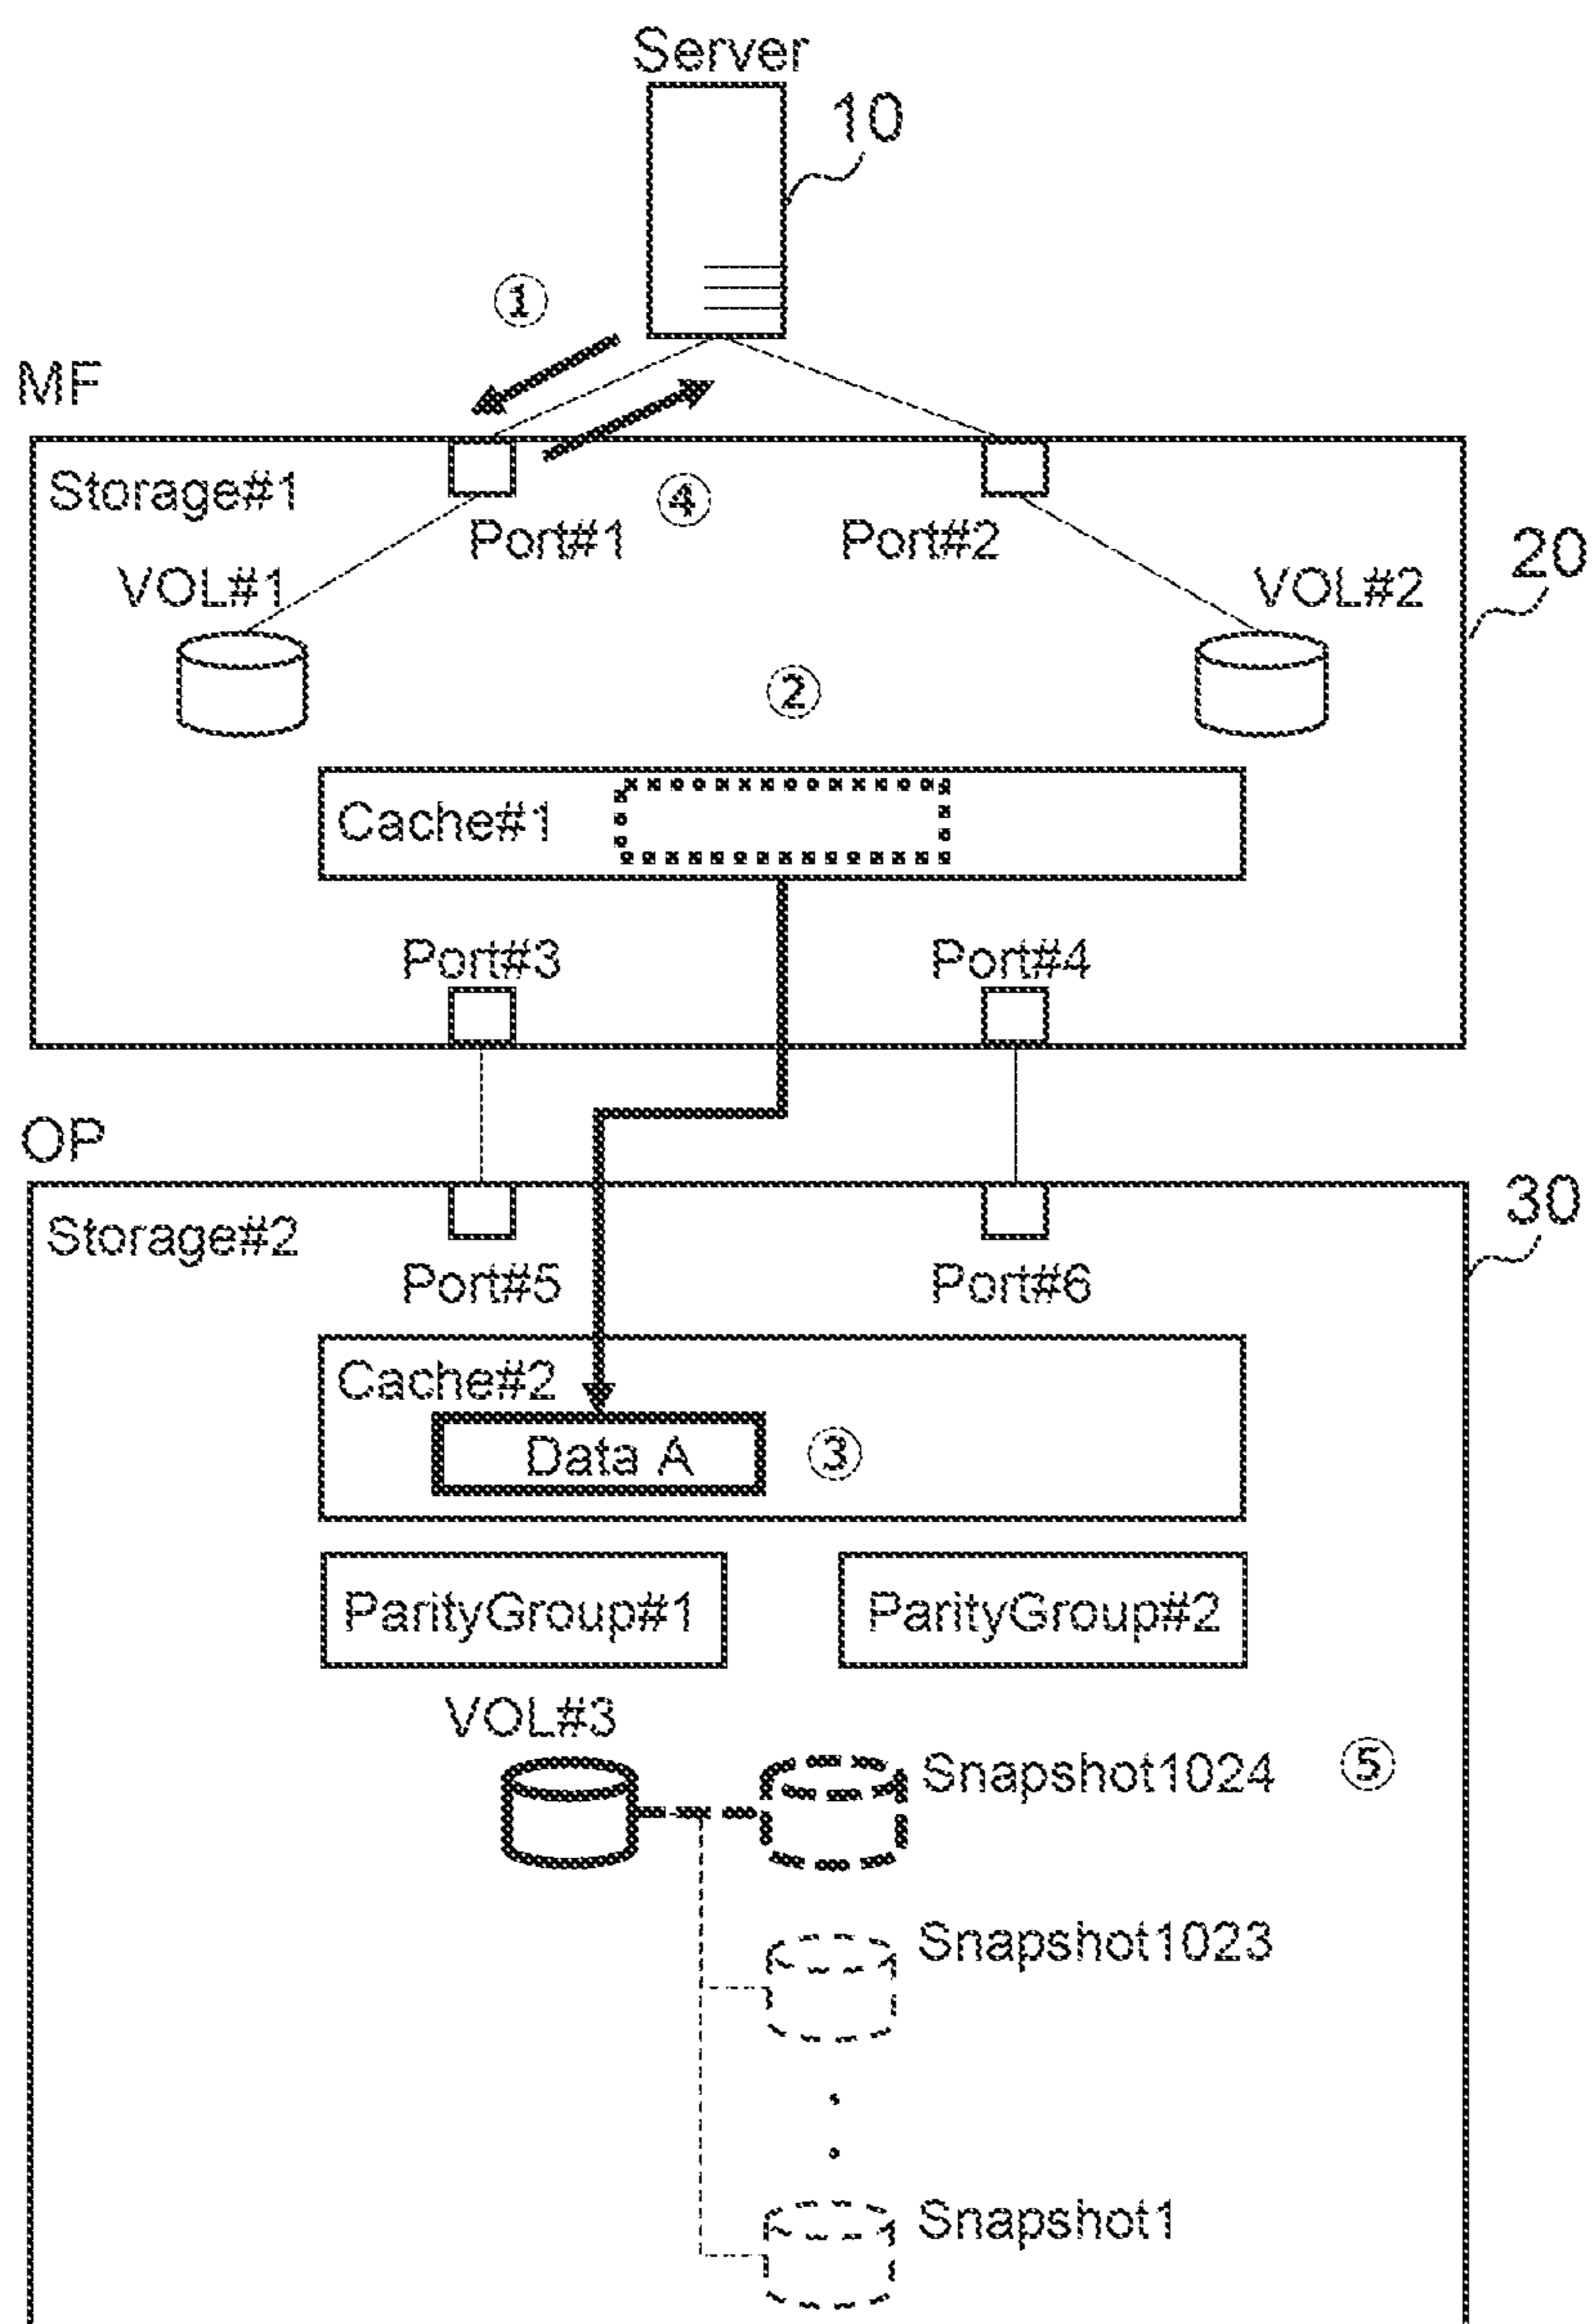 Server
10
①
MF
Storage#1
④
Port#1
Port#2
20
VOL#1
VOL#2
②
Cache#1
Port#3
Port#4
OP
30
Storage#2
Port#5
Port#6
Cache#2
Data A
③
ParityGroup#1
ParityGroup#2
VOL#3
Snapshot1024
⑤
Snapshot1023
Snapshot1